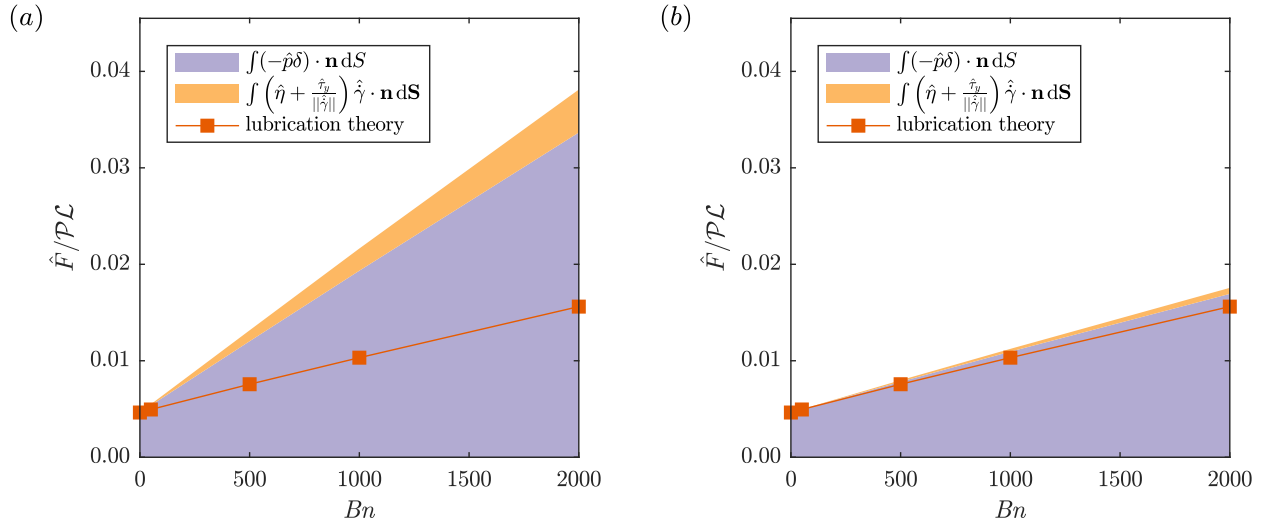 (a)
∫(−p̂δ) · n dS
∫(η̂ + τ̂_y/||γ̇̂||) γ̇̂ · n dS
lubrication theory
0.04
0.03
0.02
0.01
0.00
F̂/𝒫ℒ
0 500 1000 1500 2000
Bn
(b)
∫(−p̂δ) · n dS
∫(η̂ + τ̂_y/||γ̇̂||) γ̇̂ · n dS
lubrication theory
0.04
0.03
0.02
0.01
0.00
F̂/𝒫ℒ
0 500 1000 1500 2000
Bn